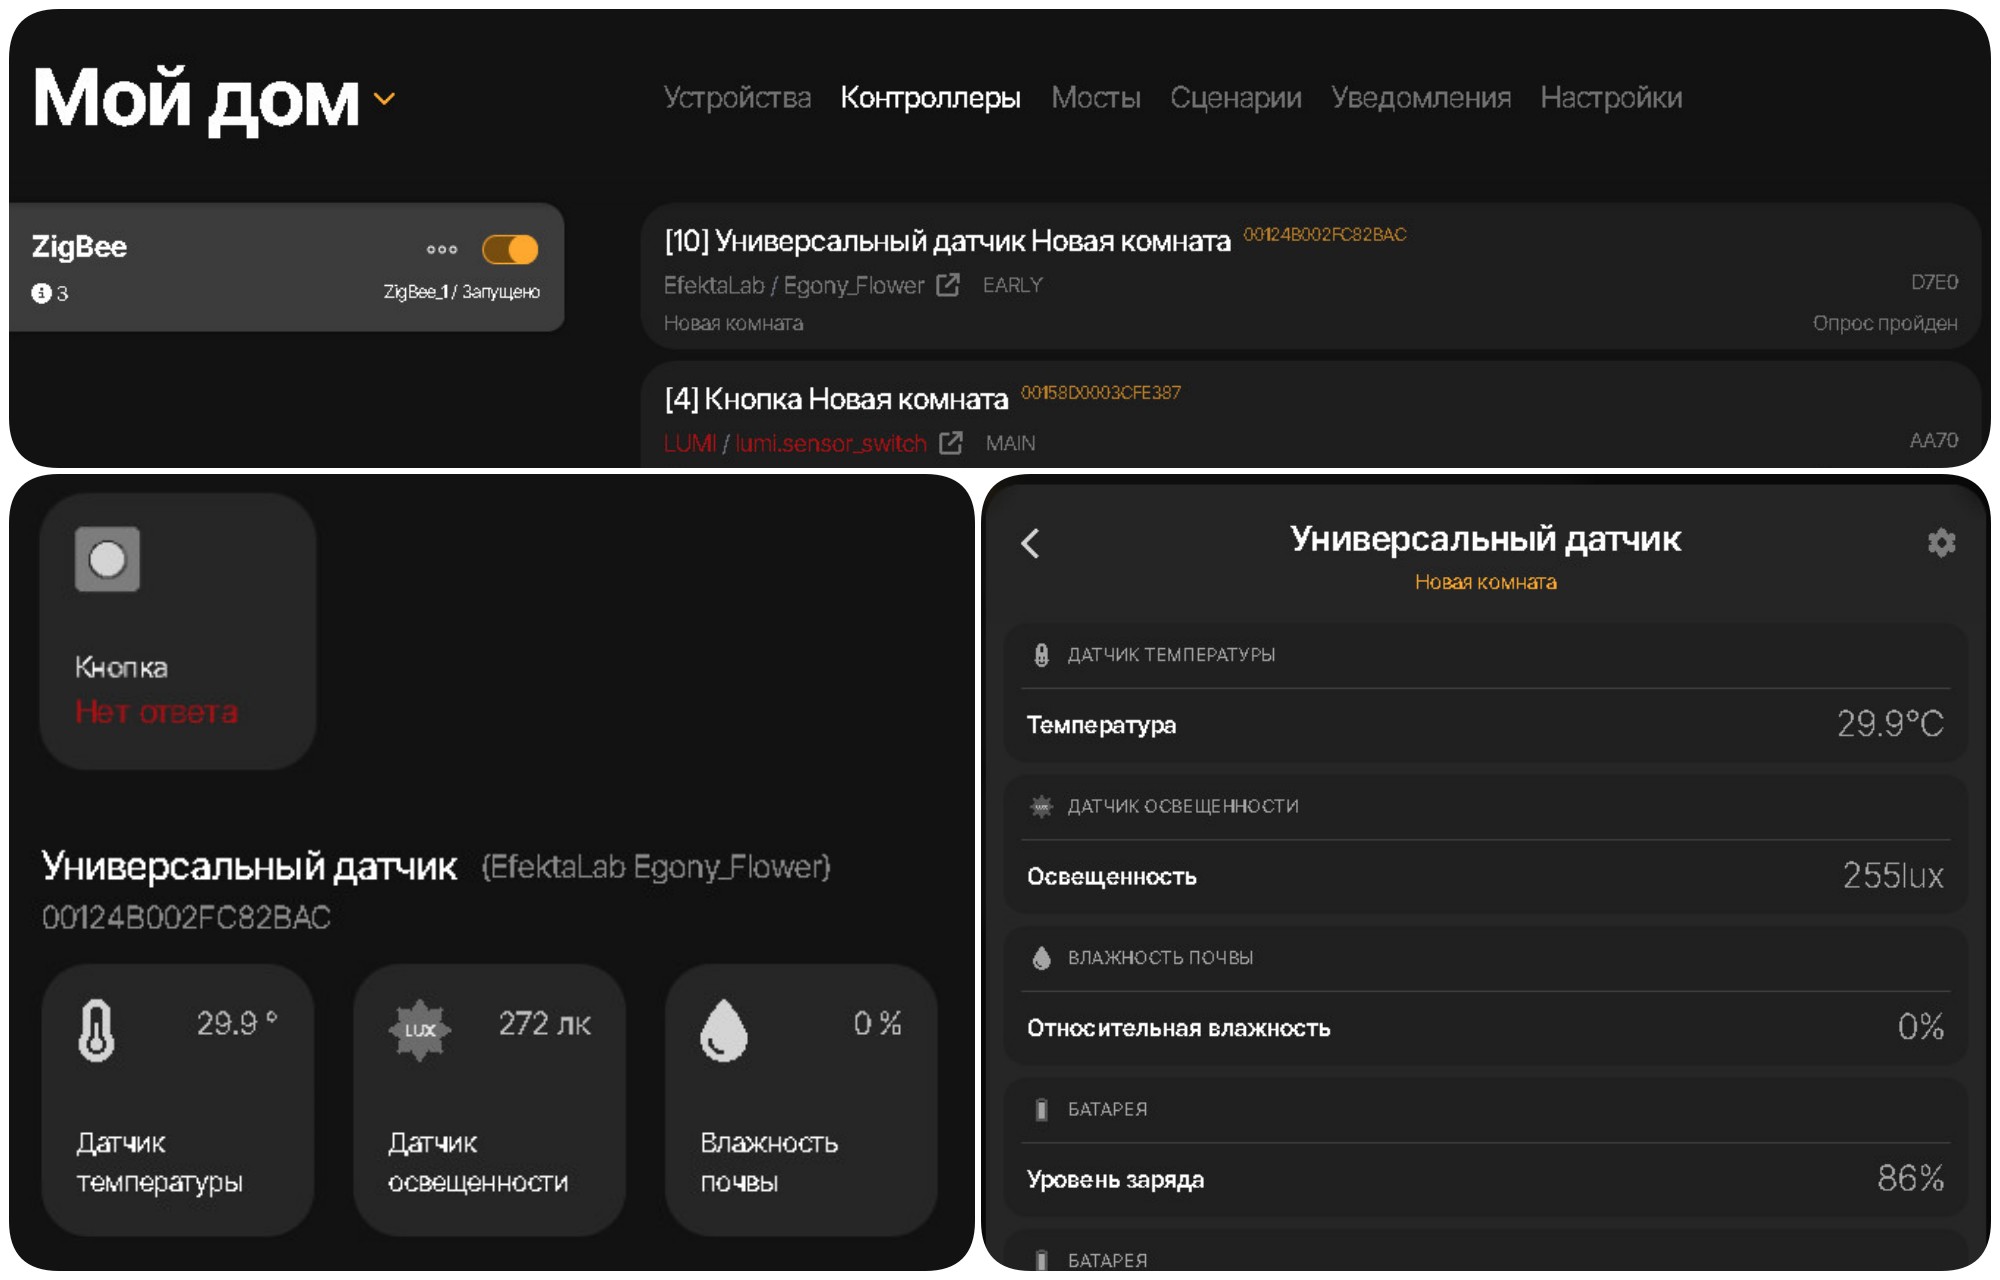 Мой дом
Устройства Контроллеры Мосты Сценарии Уведомления Настройки
ZigBee
3
ZigBee_1 / Запущено
[10] Универсальный датчик Новая комната 00124B002FC82BAC
EfektaLab / Egony_Flower EARLY D7E0
Новая комната Опрос пройден
[4] Кнопка Новая комната 00158D0003CFE387
LUMI / lumi.sensor_switch MAIN AA70
Кнопка
Нет ответа
Универсальный датчик (EfektaLab Egony_Flower)
00124B002FC82BAC
29.9 °
Датчик
температуры
LUX 272 лк
Датчик
освещенности
0 %
Влажность
почвы
Универсальный датчик
Новая комната
ДАТЧИК ТЕМПЕРАТУРЫ
Температура 29.9°C
ДАТЧИК ОСВЕЩЕННОСТИ
Освещенность 255lux
ВЛАЖНОСТЬ ПОЧВЫ
Относительная влажность 0%
БАТАРЕЯ
Уровень заряда 86%
БАТАРЕЯ